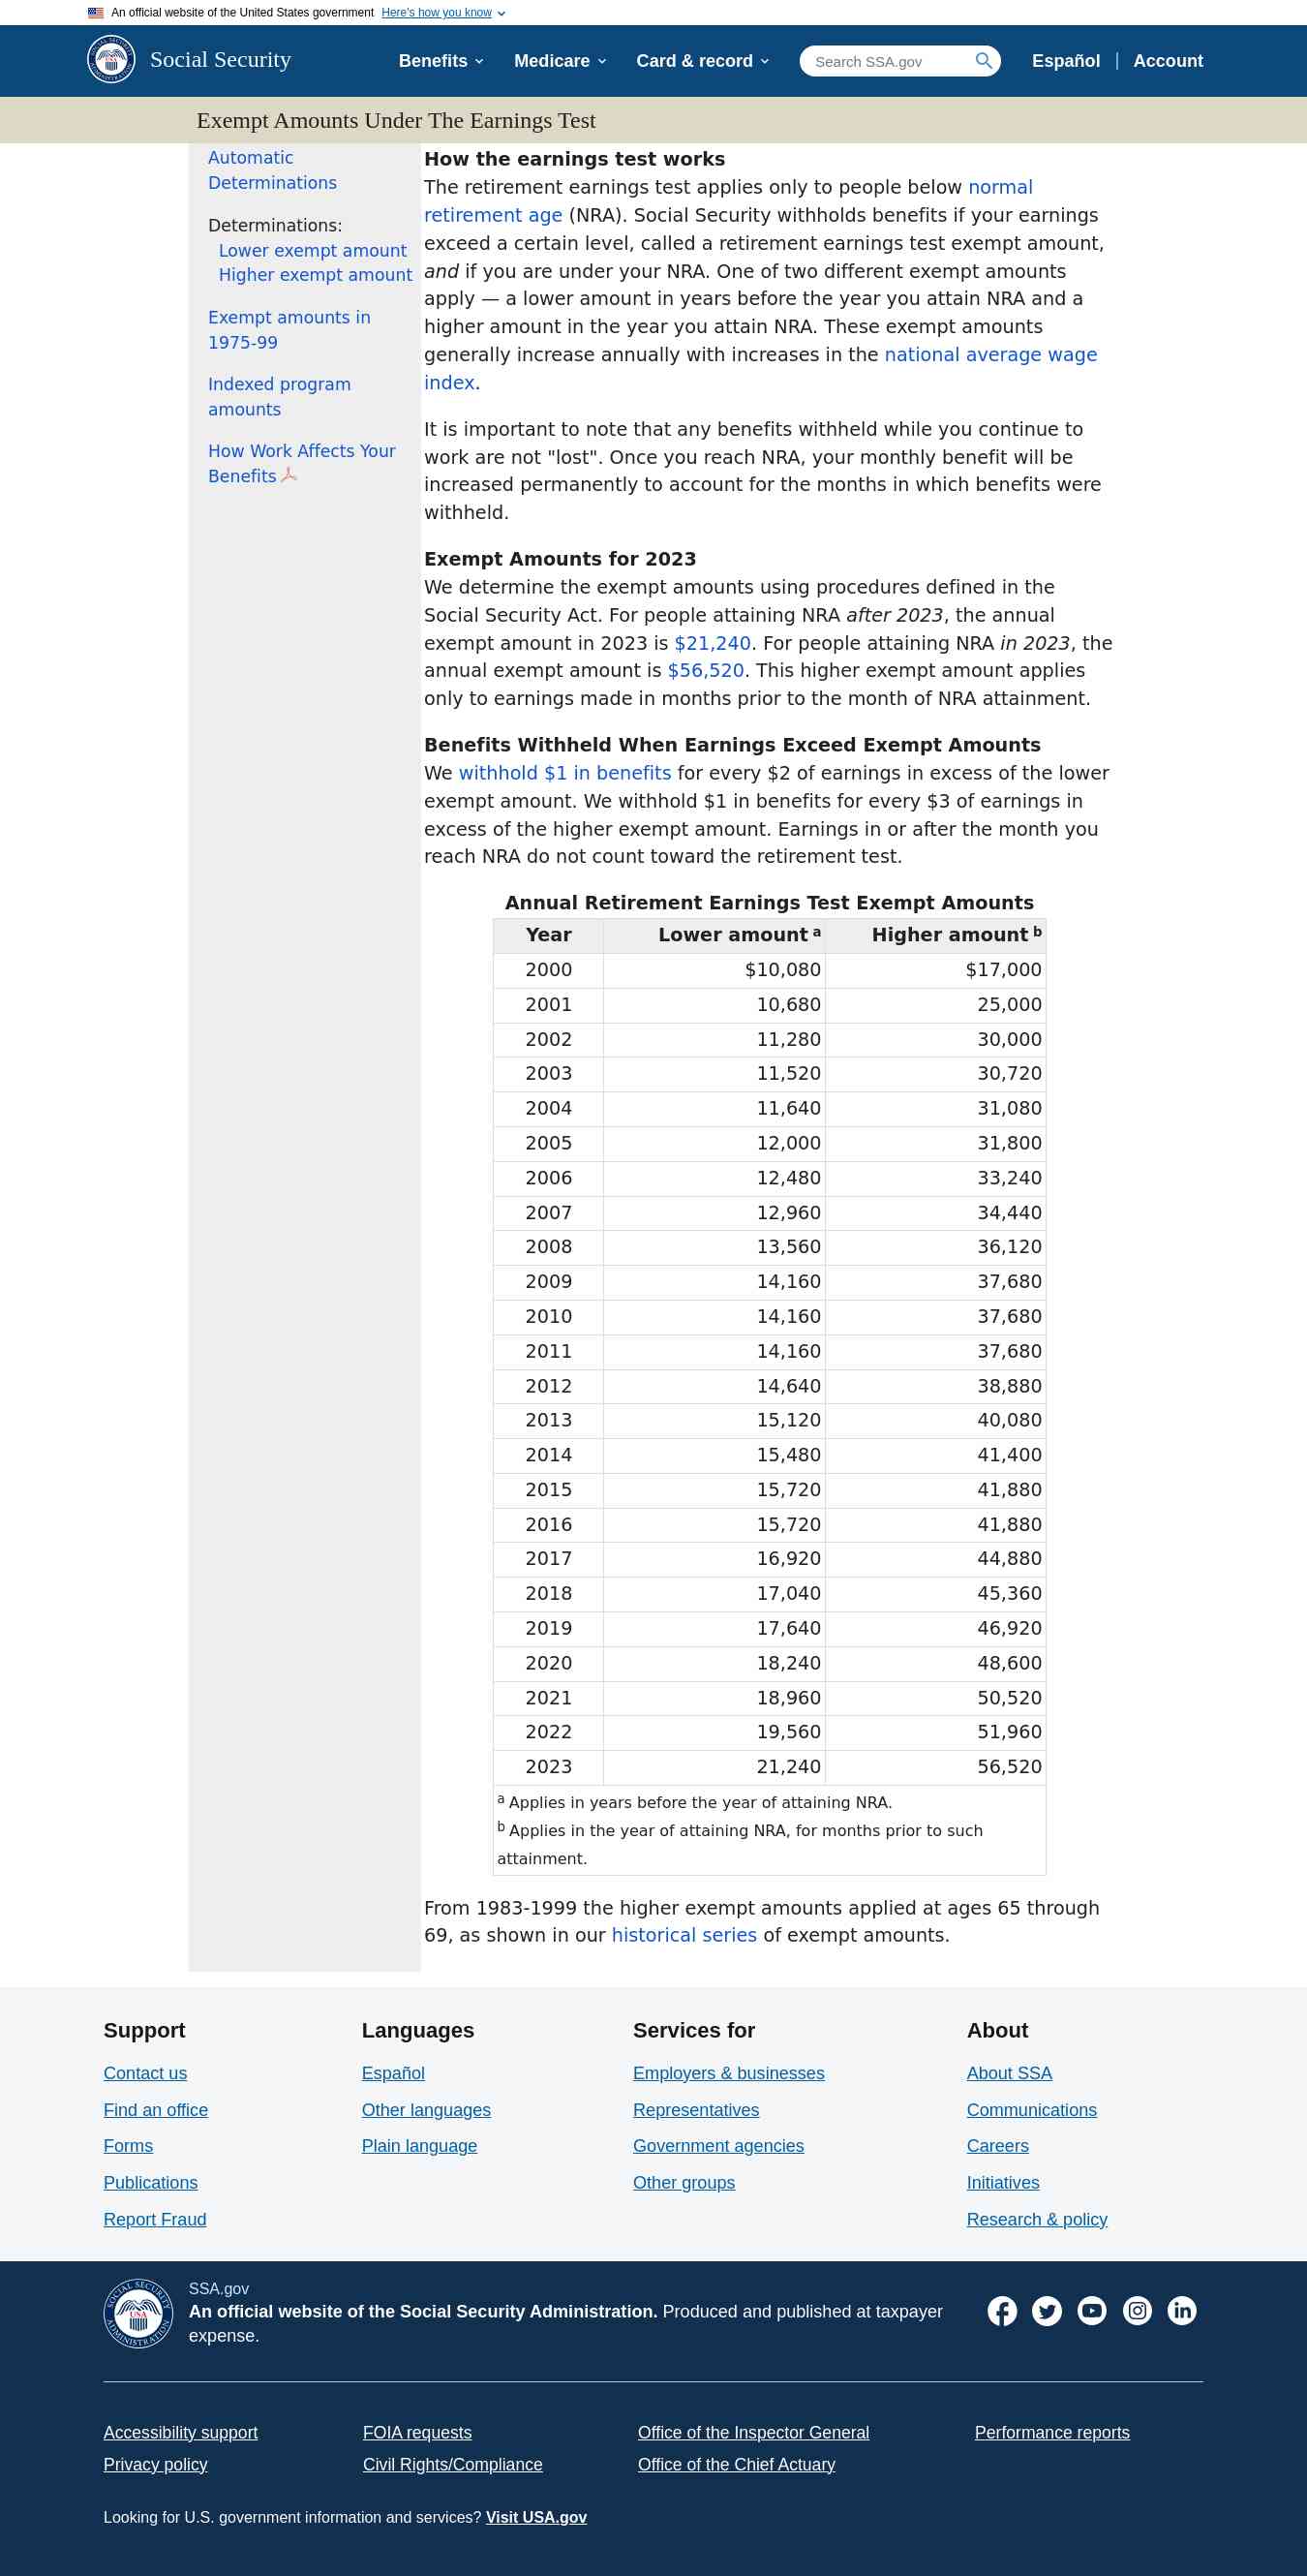 An official website of the United States government Here's how you know
Social Security
Benefits Medicare Card & record Search SSA.gov Español Account
Exempt Amounts Under The Earnings Test
Automatic
Determinations
Determinations:
Lower exempt amount
Higher exempt amount
Exempt amounts in
1975-99
Indexed program
amounts
How Work Affects Your
Benefits
How the earnings test works
The retirement earnings test applies only to people below normal
retirement age (NRA). Social Security withholds benefits if your earnings
exceed a certain level, called a retirement earnings test exempt amount,
and if you are under your NRA. One of two different exempt amounts
apply — a lower amount in years before the year you attain NRA and a
higher amount in the year you attain NRA. These exempt amounts
generally increase annually with increases in the national average wage
index.
It is important to note that any benefits withheld while you continue to
work are not "lost". Once you reach NRA, your monthly benefit will be
increased permanently to account for the months in which benefits were
withheld.
Exempt Amounts for 2023
We determine the exempt amounts using procedures defined in the
Social Security Act. For people attaining NRA after 2023, the annual
exempt amount in 2023 is $21,240. For people attaining NRA in 2023, the
annual exempt amount is $56,520. This higher exempt amount applies
only to earnings made in months prior to the month of NRA attainment.
Benefits Withheld When Earnings Exceed Exempt Amounts
We withhold $1 in benefits for every $2 of earnings in excess of the lower
exempt amount. We withhold $1 in benefits for every $3 of earnings in
excess of the higher exempt amount. Earnings in or after the month you
reach NRA do not count toward the retirement test.
Annual Retirement Earnings Test Exempt Amounts
Year Lower amount a Higher amount b
2000 $10,080 $17,000
2001 10,680 25,000
2002 11,280 30,000
2003 11,520 30,720
2004 11,640 31,080
2005 12,000 31,800
2006 12,480 33,240
2007 12,960 34,440
2008 13,560 36,120
2009 14,160 37,680
2010 14,160 37,680
2011 14,160 37,680
2012 14,640 38,880
2013 15,120 40,080
2014 15,480 41,400
2015 15,720 41,880
2016 15,720 41,880
2017 16,920 44,880
2018 17,040 45,360
2019 17,640 46,920
2020 18,240 48,600
2021 18,960 50,520
2022 19,560 51,960
2023 21,240 56,520
a Applies in years before the year of attaining NRA.
b Applies in the year of attaining NRA, for months prior to such
attainment.
From 1983-1999 the higher exempt amounts applied at ages 65 through
69, as shown in our historical series of exempt amounts.
Support Languages Services for About
Contact us Español Employers & businesses About SSA
Find an office Other languages Representatives Communications
Forms Plain language Government agencies Careers
Publications Other groups Initiatives
Report Fraud Research & policy
SOCIAL SECURITY ADMINISTRATION USA
SSA.gov
An official website of the Social Security Administration. Produced and published at taxpayer
expense.
Accessibility support FOIA requests Office of the Inspector General Performance reports
Privacy policy Civil Rights/Compliance Office of the Chief Actuary
Looking for U.S. government information and services? Visit USA.gov